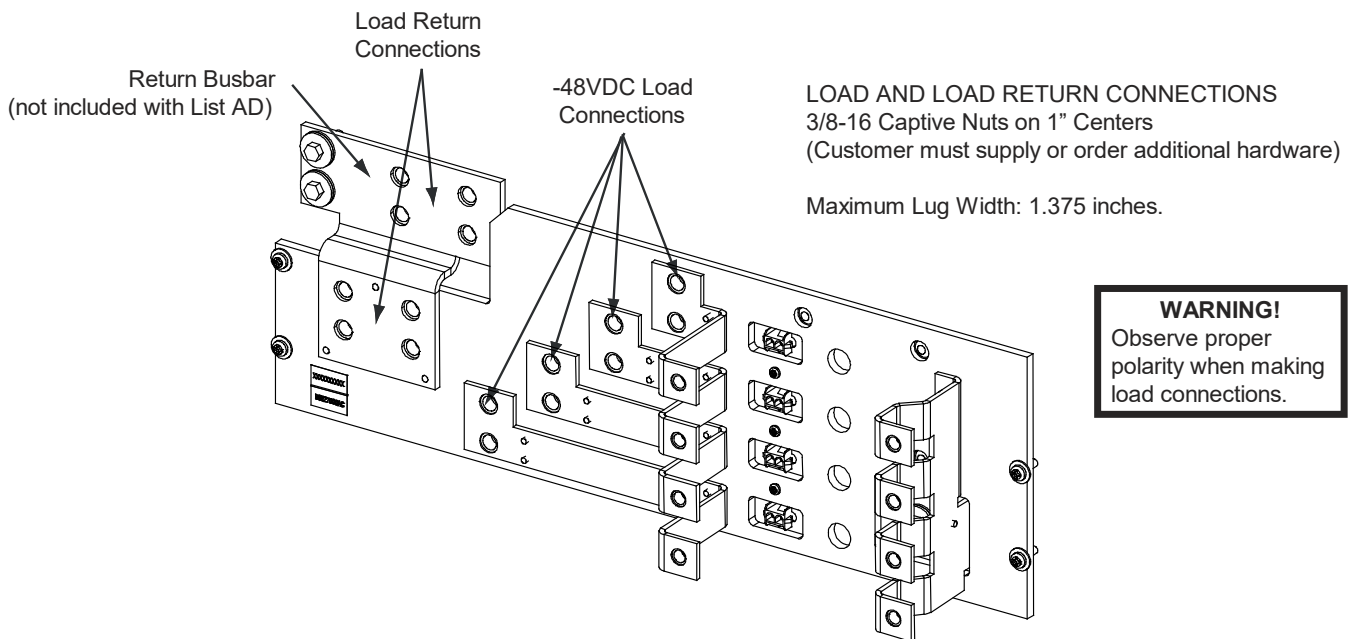 Load Return
Connections
Return Busbar
(not included with List AD)
-48VDC Load
Connections
LOAD AND LOAD RETURN CONNECTIONS
3/8-16 Captive Nuts on 1” Centers
(Customer must supply or order additional hardware)
Maximum Lug Width: 1.375 inches.
WARNING!
Observe proper
polarity when making
load connections.